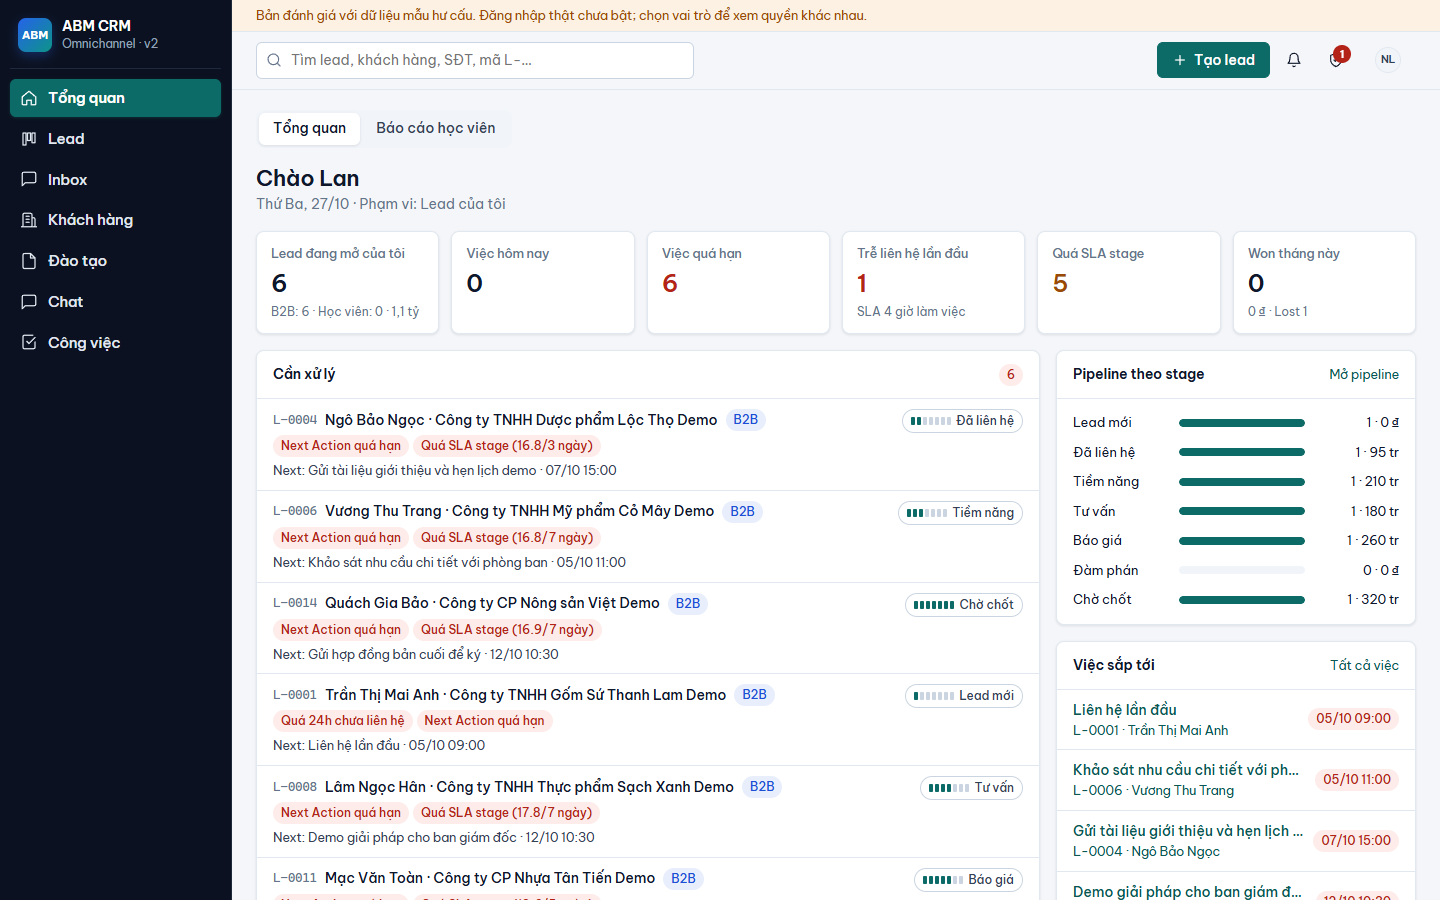 ABM
ABM CRM
Omnichannel · v2
Tổng quan
Lead
Inbox
Khách hàng
Đào tạo
Chat
Công việc
Bản đánh giá với dữ liệu mẫu hư cấu. Đăng nhập thật chưa bật; chọn vai trò để xem quyền khác nhau.
Tìm lead, khách hàng, SĐT, mã L-...
+ Tạo lead
1
NL
Tổng quan
Báo cáo học viên
Chào Lan
Thứ Ba, 27/10 · Phạm vi: Lead của tôi
Lead đang mở của tôi
6
B2B: 6 · Học viên: 0 · 1,1 tỷ
Việc hôm nay
0
Việc quá hạn
6
Trễ liên hệ lần đầu
1
SLA 4 giờ làm việc
Quá SLA stage
5
Won tháng này
0
0 ₫ · Lost 1
Cần xử lý
6
L-0004 Ngô Bảo Ngọc · Công ty TNHH Dược phẩm Lộc Thọ Demo B2B Đã liên hệ
Next Action quá hạn Quá SLA stage (16.8/3 ngày)
Next: Gửi tài liệu giới thiệu và hẹn lịch demo · 07/10 15:00
L-0006 Vương Thu Trang · Công ty TNHH Mỹ phẩm Cỏ Mây Demo B2B Tiềm năng
Next Action quá hạn Quá SLA stage (16.8/7 ngày)
Next: Khảo sát nhu cầu chi tiết với phòng ban · 05/10 11:00
L-0014 Quách Gia Bảo · Công ty CP Nông sản Việt Demo B2B Chờ chốt
Next Action quá hạn Quá SLA stage (16.9/7 ngày)
Next: Gửi hợp đồng bản cuối để ký · 12/10 10:30
L-0001 Trần Thị Mai Anh · Công ty TNHH Gốm Sứ Thanh Lam Demo B2B Lead mới
Quá 24h chưa liên hệ Next Action quá hạn
Next: Liên hệ lần đầu · 05/10 09:00
L-0008 Lâm Ngọc Hân · Công ty TNHH Thực phẩm Sạch Xanh Demo B2B Tư vấn
Next Action quá hạn Quá SLA stage (17.8/7 ngày)
Next: Demo giải pháp cho ban giám đốc · 12/10 10:30
L-0011 Mạc Văn Toàn · Công ty CP Nhựa Tân Tiến Demo B2B Báo giá
Pipeline theo stage
Mở pipeline
Lead mới 1 · 0 ₫
Đã liên hệ 1 · 95 tr
Tiềm năng 1 · 210 tr
Tư vấn 1 · 180 tr
Báo giá 1 · 260 tr
Đàm phán 0 · 0 ₫
Chờ chốt 1 · 320 tr
Việc sắp tới
Tất cả việc
Liên hệ lần đầu
L-0001 · Trần Thị Mai Anh
05/10 09:00
Khảo sát nhu cầu chi tiết với ph...
L-0006 · Vương Thu Trang
05/10 11:00
Gửi tài liệu giới thiệu và hẹn lịch ...
L-0004 · Ngô Bảo Ngọc
07/10 15:00
Demo giải pháp cho ban giám đ...